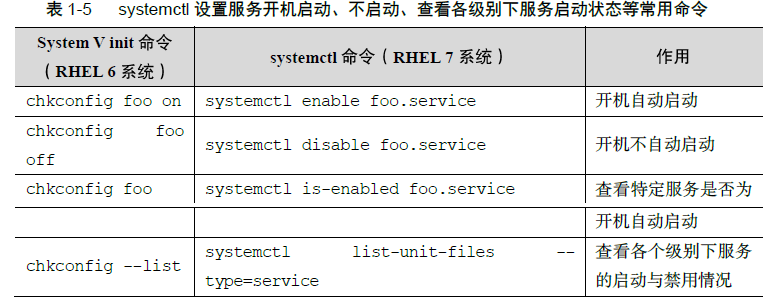 表 1-5 systemctl 设置服务开机启动、不启动、查看各级别下服务启动状态等常用命令
System V init 命令
（RHEL 6 系统）
systemctl 命令（RHEL 7 系统）
作用
chkconfig foo on
systemctl enable foo.service
开机自动启动
chkconfig foo
off
systemctl disable foo.service
开机不自动启动
chkconfig foo
systemctl is-enabled foo.service
查看特定服务是否为
开机自动启动
chkconfig --list
systemctl list-unit-files --
type=service
查看各个级别下服务
的启动与禁用情况